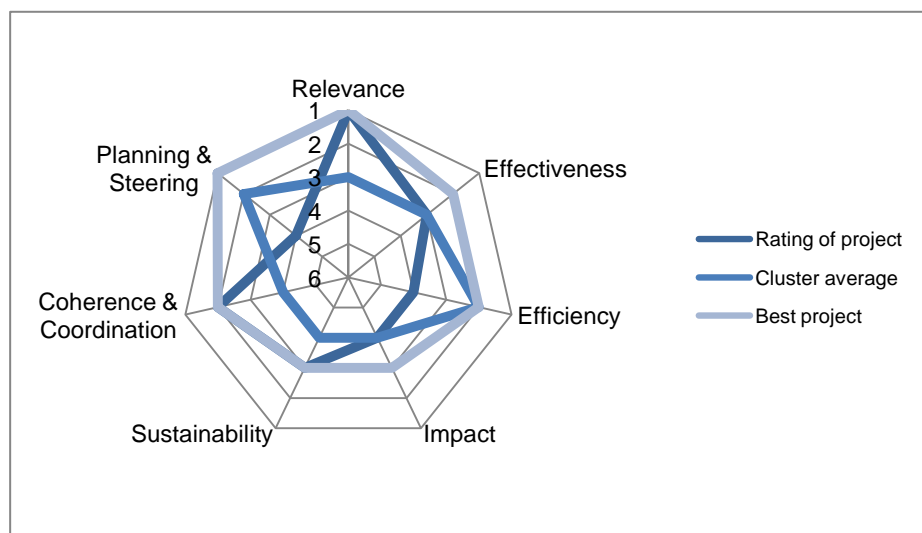 Relevance
1
2
3
4
5
6
Planning &
Steering
Effectiveness
Coherence &
Coordination
Efficiency
Sustainability
Impact
Rating of project
Cluster average
Best project